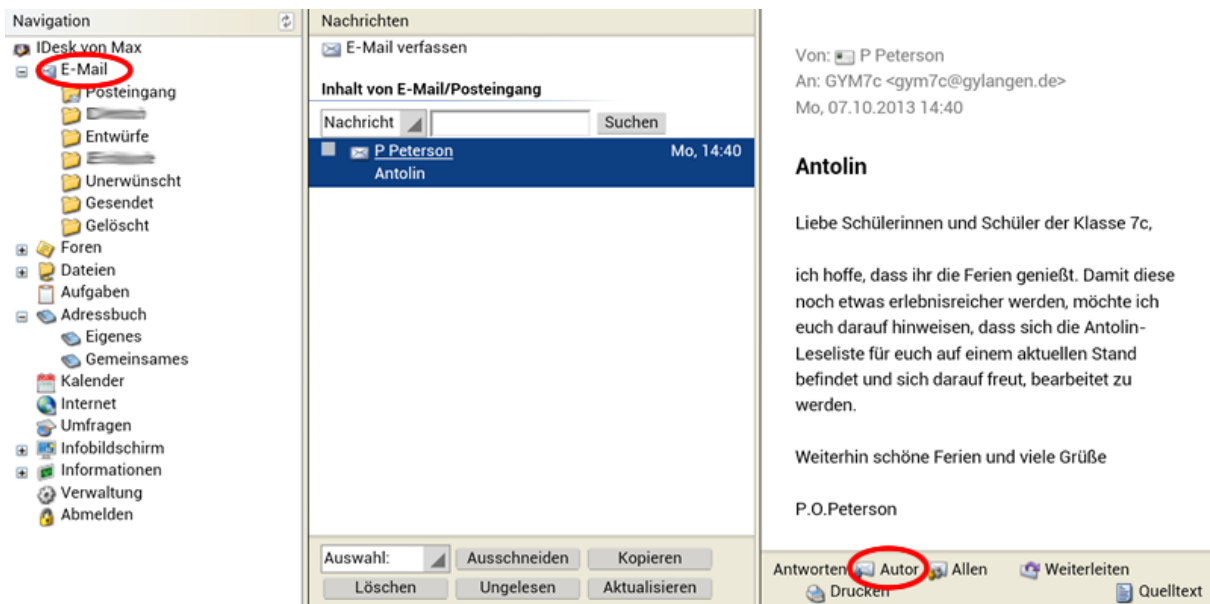 Navigation
IDesk von Max
E-Mail
Posteingang
Entwürfe
Unerwünscht
Gesendet
Gelöscht
Foren
Dateien
Aufgaben
Adressbuch
Eigenes
Gemeinsames
Kalender
Internet
Umfragen
Infobildschirm
Informationen
Verwaltung
Abmelden
Nachrichten
E-Mail verfassen
Inhalt von E-Mail/Posteingang
Nachricht Suchen
P Peterson Mo, 14:40
Antolin
Auswahl: Ausschneiden Kopieren
Löschen Ungelesen Aktualisieren
Von: P Peterson
An: GYM7c <gym7c@gylangen.de>
Mo, 07.10.2013 14:40
Antolin
Liebe Schülerinnen und Schüler der Klasse 7c,
ich hoffe, dass ihr die Ferien genießt. Damit diese
noch etwas erlebnisreicher werden, möchte ich
euch darauf hinweisen, dass sich die Antolin-
Leseliste für euch auf einem aktuellen Stand
befindet und sich darauf freut, bearbeitet zu
werden.
Weiterhin schöne Ferien und viele Grüße
P.O.Peterson
Antworten Autor Allen Weiterleiten
Drucken Quelltext